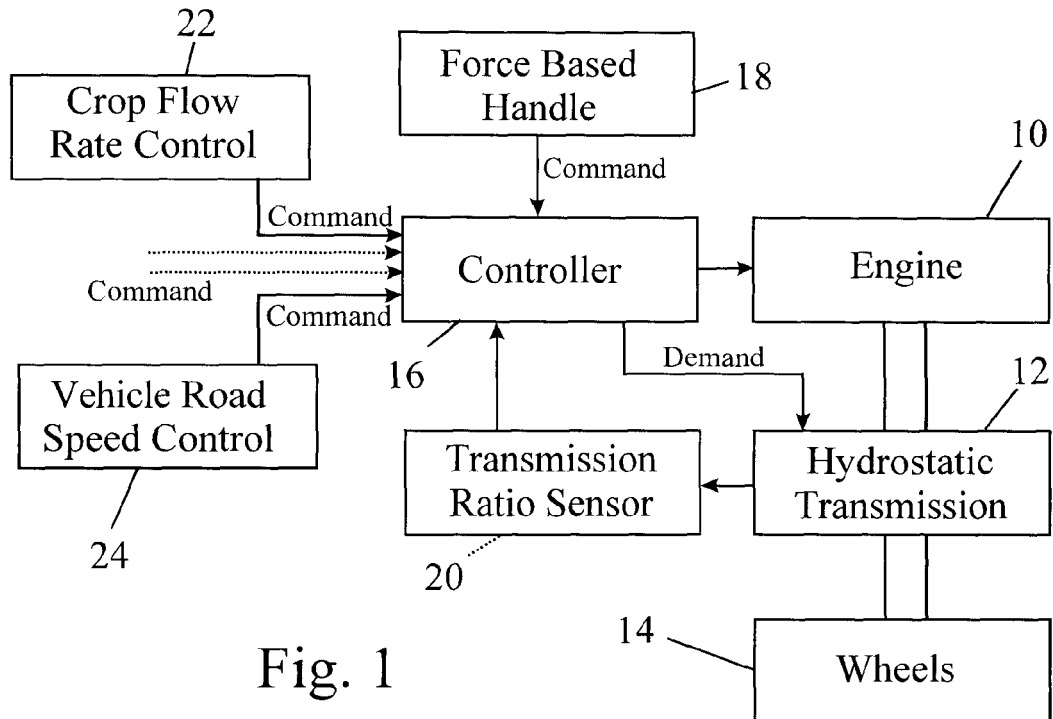 22
Crop Flow
Rate Control
Force Based
Handle
18
10
Command
Command
Command
Command
Controller
Engine
16
Demand
12
Vehicle Road
Speed Control
24
Transmission
Ratio Sensor
20
Hydrostatic
Transmission
14
Wheels
Fig. 1